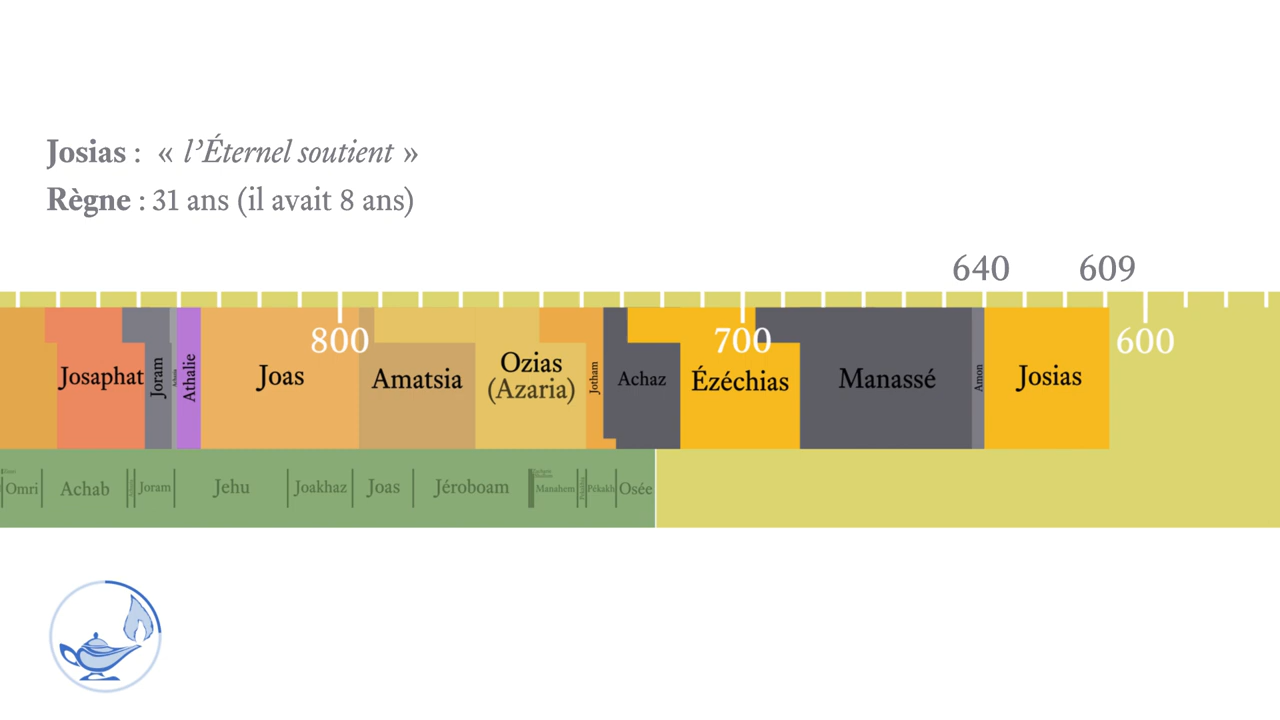 Josias : « l’Éternel soutient »
Règne : 31 ans (il avait 8 ans)
640 609
800 700 600
Josaphat Joram Athalie Joas Amatsia Ozias (Azaria) Jotham Achaz Ézéchias Manassé Amon Josias
Omri Achab Joram Jehu Joakhaz Joas Jéroboam Manahem Pékakh Osée